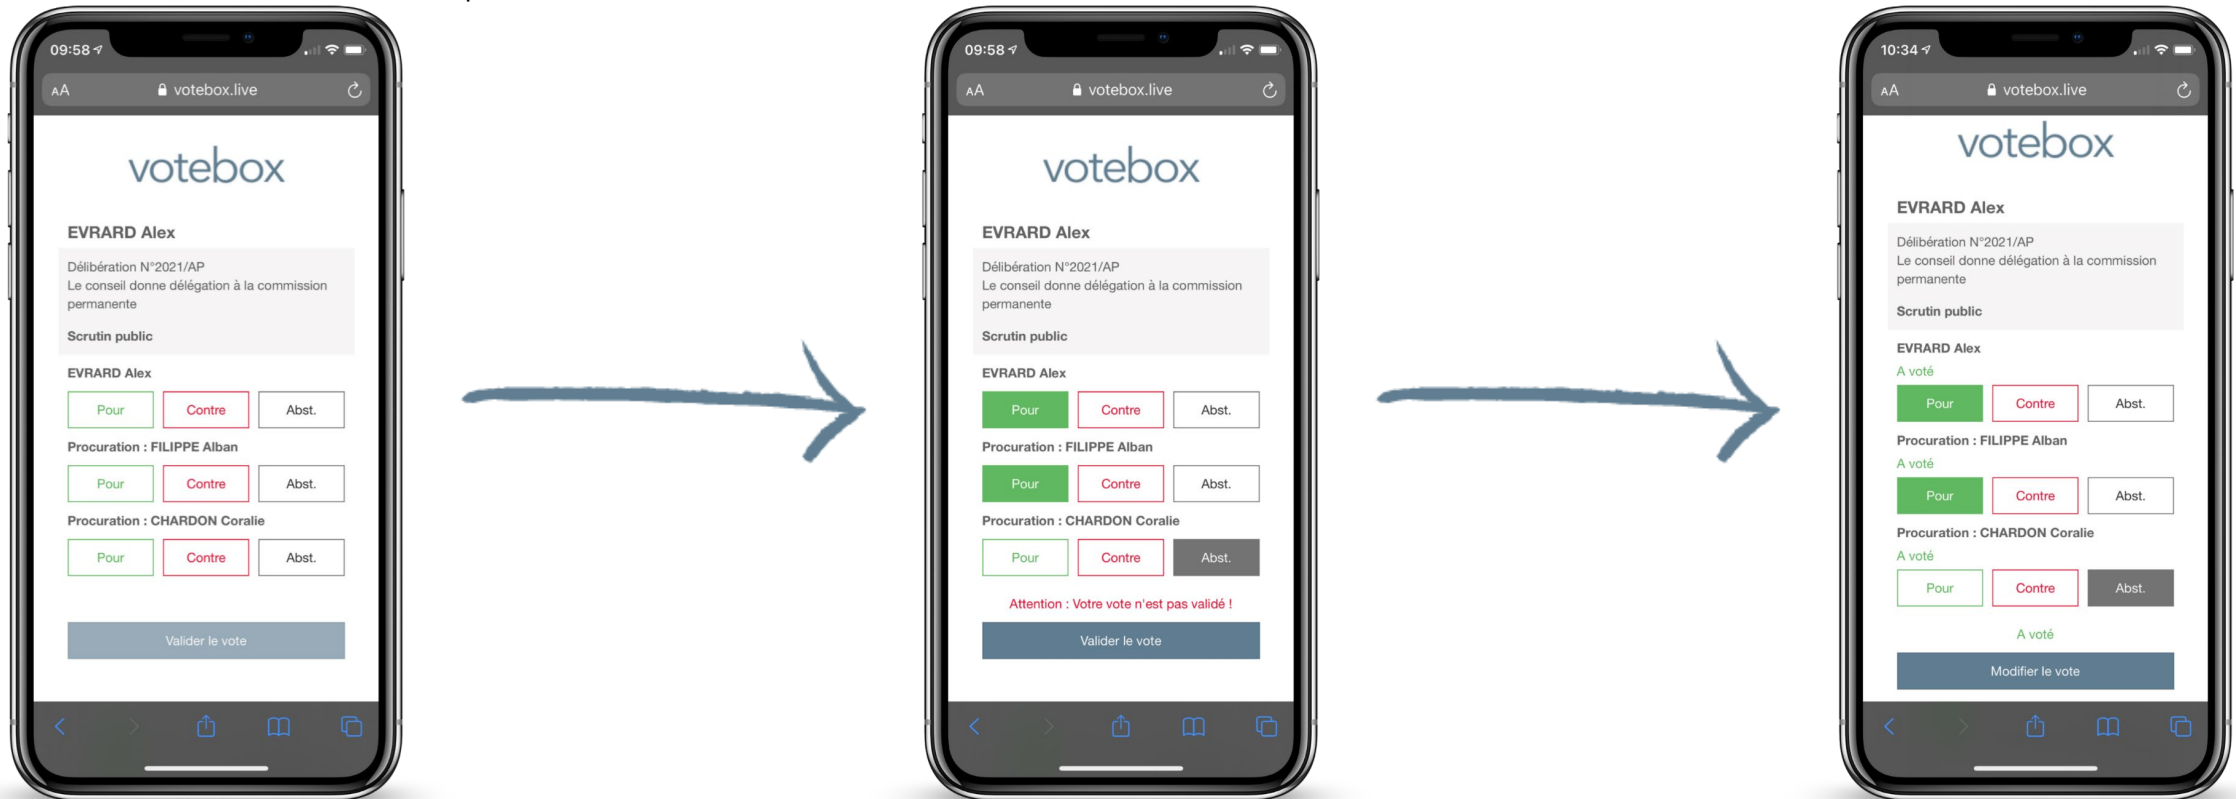 09:58
AA votebox.live
votebox
EVRARD Alex
Délibération N°2021/AP
Le conseil donne délégation à la commission
permanente
Scrutin public
EVRARD Alex
Pour Contre Abst.
Procuration : FILIPPE Alban
Pour Contre Abst.
Procuration : CHARDON Coralie
Pour Contre Abst.
Valider le vote
09:58
AA votebox.live
votebox
EVRARD Alex
Délibération N°2021/AP
Le conseil donne délégation à la commission
permanente
Scrutin public
EVRARD Alex
Pour Contre Abst.
Procuration : FILIPPE Alban
Pour Contre Abst.
Procuration : CHARDON Coralie
Pour Contre Abst.
Attention : Votre vote n'est pas validé !
Valider le vote
10:34
AA votebox.live
votebox
EVRARD Alex
Délibération N°2021/AP
Le conseil donne délégation à la commission
permanente
Scrutin public
EVRARD Alex
A voté
Pour Contre Abst.
Procuration : FILIPPE Alban
A voté
Pour Contre Abst.
Procuration : CHARDON Coralie
A voté
Pour Contre Abst.
A voté
Modifier le vote